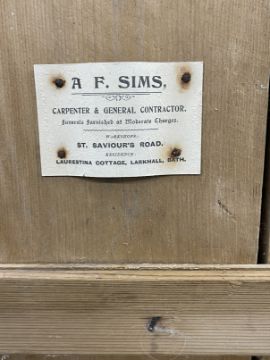 A F. SIMS,
CARPENTER & GENERAL CONTRACTOR.
Funerals Furnished at Moderate Charges.
WORKSHOPS:
ST. SAVIOUR'S ROAD.
RESIDENCE
LAURESTINA COTTAGE, LARKHALL, BATH.